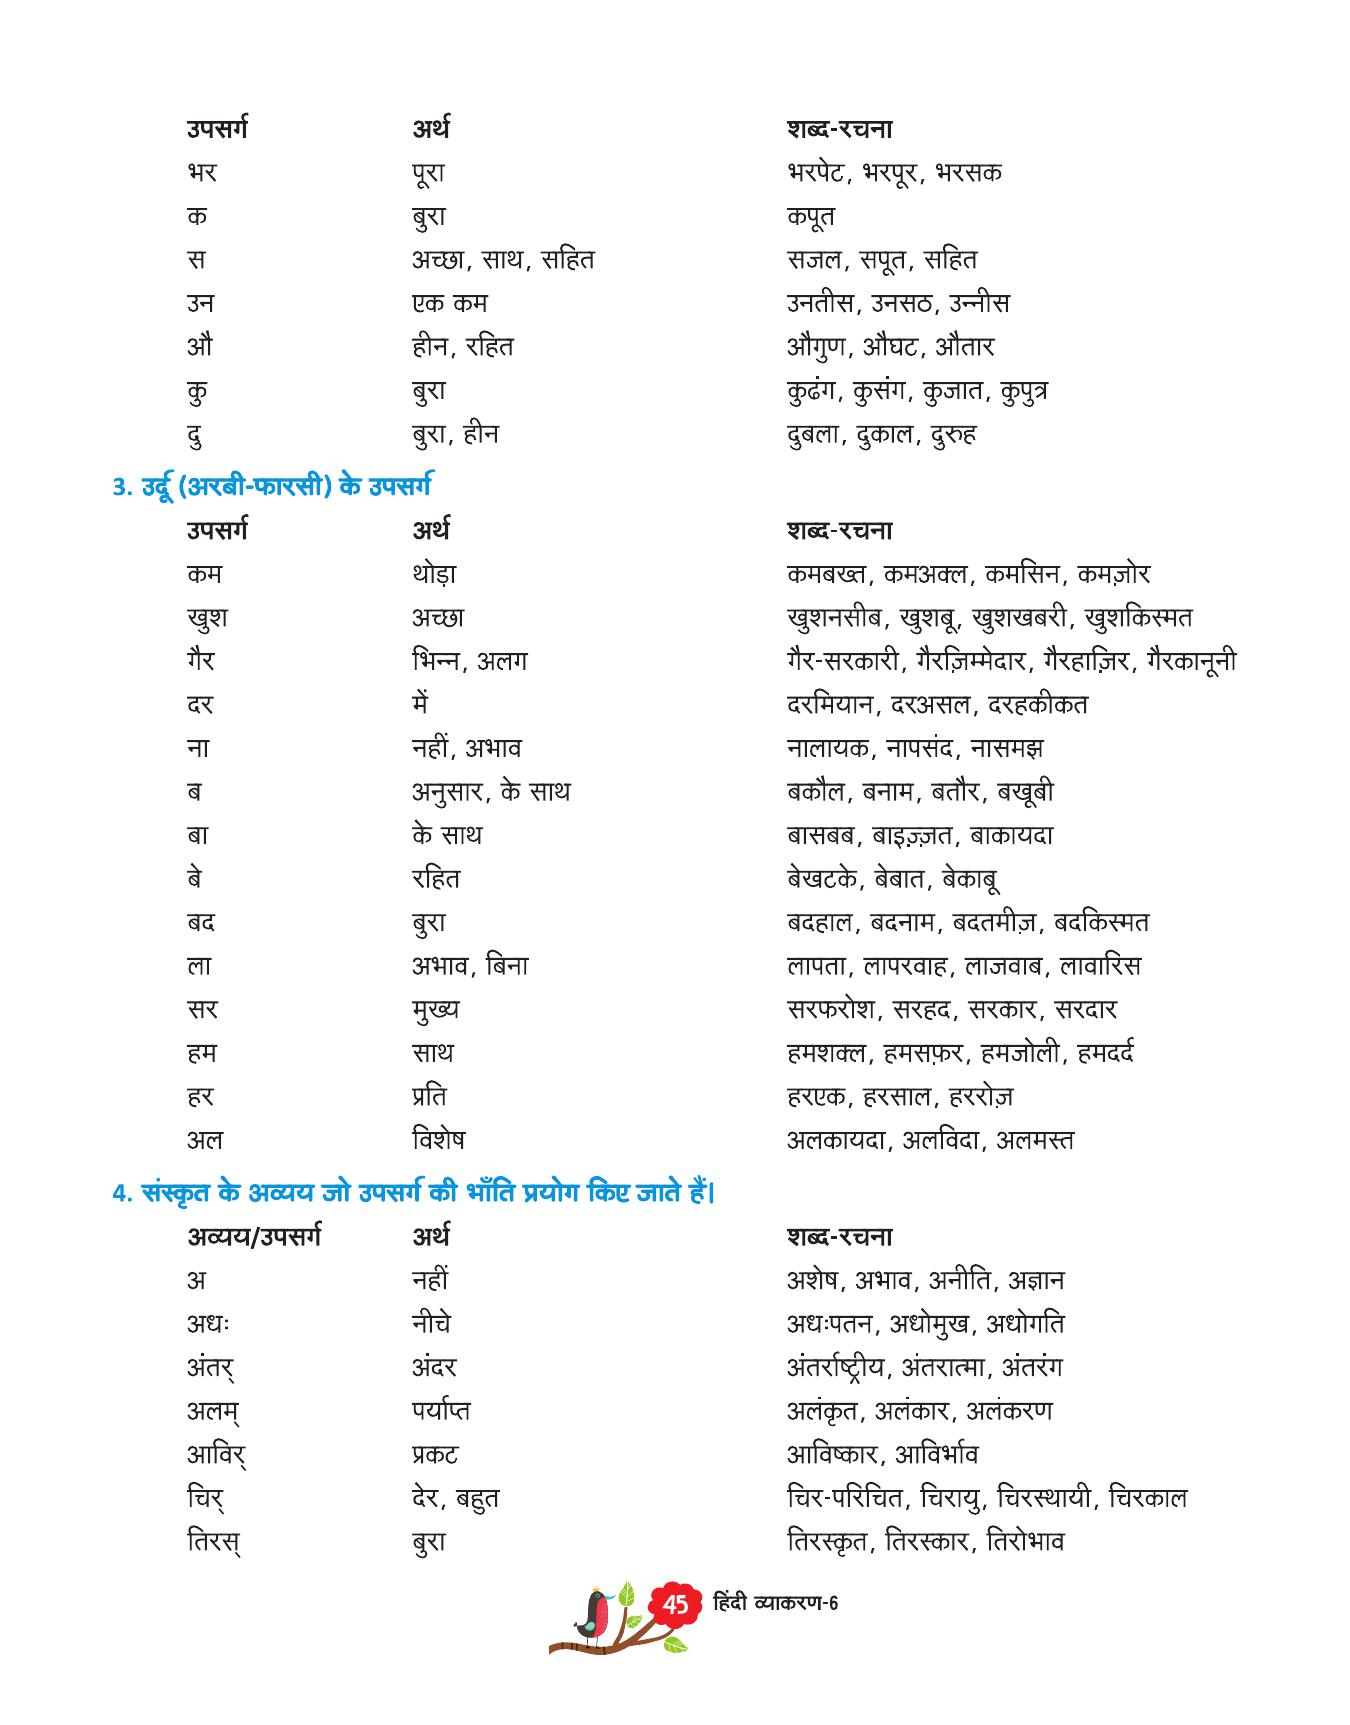 उपसर्ग अर्थ शब्द-रचना
भर पूरा भरपेट, भरपूर, भरसक
क बुरा कपूत
स अच्छा, साथ, सहित सजल, सपूत, सहित
उन एक कम उनतीस, उनसठ, उन्नीस
औ हीन, रहित औगुण, औघट, औतार
कु बुरा कुढंग, कुसंग, कुजात, कुपुत्र
दु बुरा, हीन दुबला, दुकाल, दुरुह
3. उर्दू (अरबी-फारसी) के उपसर्ग
उपसर्ग अर्थ शब्द-रचना
कम थोड़ा कमबख्त, कमअक्ल, कमसिन, कमज़ोर
खुश अच्छा खुशनसीब, खुशबू, खुशखबरी, खुशकिस्मत
गैर भिन्न, अलग गैर-सरकारी, गैरज़िम्मेदार, गैरहाज़िर, गैरकानूनी
दर में दरमियान, दरअसल, दरहकीकत
ना नहीं, अभाव नालायक, नापसंद, नासमझ
ब अनुसार, के साथ बकौल, बनाम, बतौर, बखूबी
बा के साथ बासबब, बाइज़्ज़त, बाकायदा
बे रहित बेखटके, बेबात, बेकाबू
बद बुरा बदहाल, बदनाम, बदतमीज़, बदकिस्मत
ला अभाव, बिना लापता, लापरवाह, लाजवाब, लावारिस
सर मुख्य सरफरोश, सरहद, सरकार, सरदार
हम साथ हमशक्ल, हमसफ़र, हमजोली, हमदर्द
हर प्रति हरएक, हरसाल, हररोज़
अल विशेष अलकायदा, अलविदा, अलमस्त
4. संस्कृत के अव्यय जो उपसर्ग की भाँति प्रयोग किए जाते हैं।
अव्यय/उपसर्ग अर्थ शब्द-रचना
अ नहीं अशेष, अभाव, अनीति, अज्ञान
अधः नीचे अधःपतन, अधोमुख, अधोगति
अंतर् अंदर अंतर्राष्ट्रीय, अंतरात्मा, अंतरंग
अलम् पर्याप्त अलंकृत, अलंकार, अलंकरण
आविर् प्रकट आविष्कार, आविर्भाव
चिर् देर, बहुत चिर-परिचित, चिरायु, चिरस्थायी, चिरकाल
तिरस् बुरा तिरस्कृत, तिरस्कार, तिरोभाव
45 हिंदी व्याकरण-6